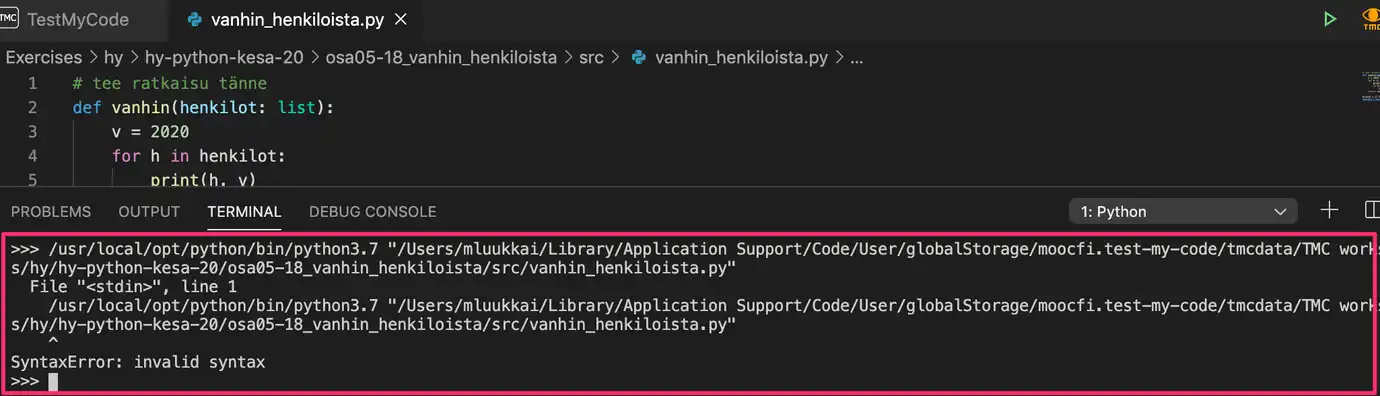 TMC TestMyCode vanhin_henkiloista.py
TMC
Exercises > hy > hy-python-kesa-20 > osa05-18_vanhin_henkiloista > src > vanhin_henkiloista.py > ...
1 # tee ratkaisu tänne
2 def vanhin(henkilot: list):
3 v = 2020
4 for h in henkilot:
5 print(h, v)
PROBLEMS OUTPUT TERMINAL DEBUG CONSOLE 1: Python
>>> /usr/local/opt/python/bin/python3.7 "/Users/mluukkai/Library/Application Support/Code/User/globalStorage/moocfi.test-my-code/tmcdata/TMC works
s/hy/hy-python-kesa-20/osa05-18_vanhin_henkiloista/src/vanhin_henkiloista.py"
File "<stdin>", line 1
/usr/local/opt/python/bin/python3.7 "/Users/mluukkai/Library/Application Support/Code/User/globalStorage/moocfi.test-my-code/tmcdata/TMC works
s/hy/hy-python-kesa-20/osa05-18_vanhin_henkiloista/src/vanhin_henkiloista.py"
^
SyntaxError: invalid syntax
>>>